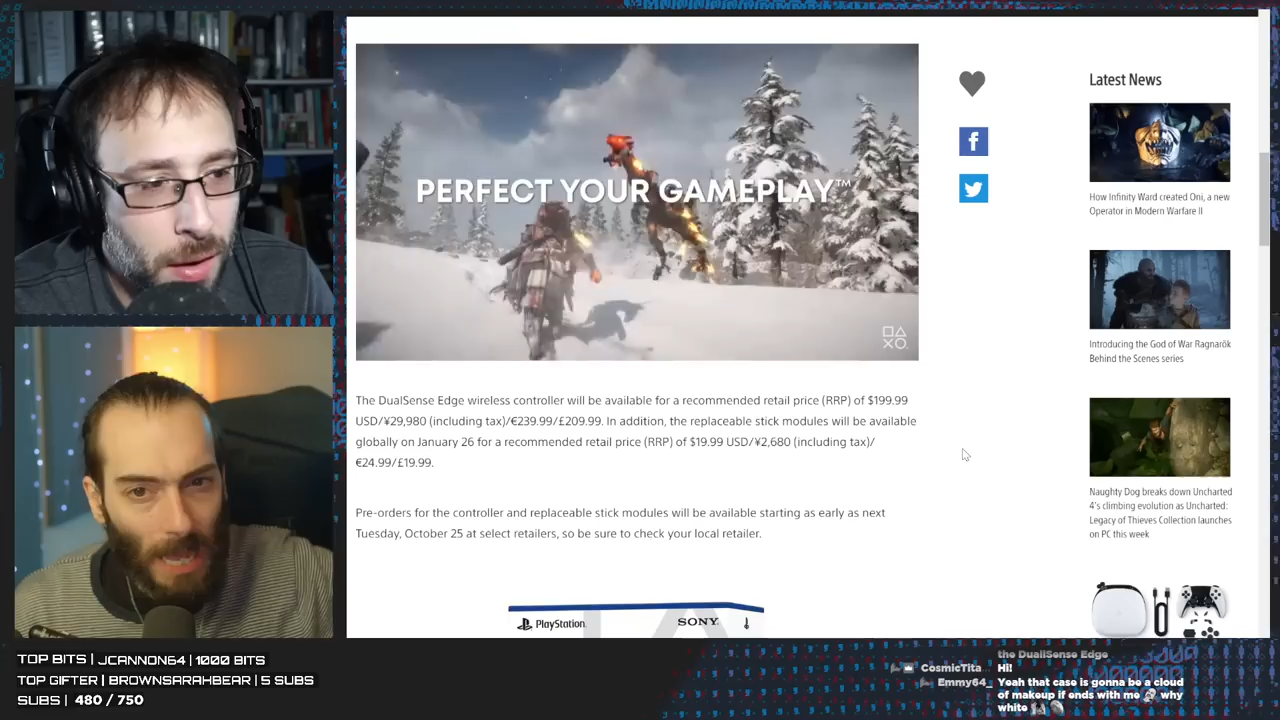 PERFECT YOUR GAMEPLAY™
The DualSense Edge wireless controller will be available for a recommended retail price (RRP) of $199.99
USD/¥29,980 (including tax)/€239.99/£209.99. In addition, the replaceable stick modules will be available
globally on January 26 for a recommended retail price (RRP) of $19.99 USD/¥2,680 (including tax)/
€24.99/£19.99.
Pre-orders for the controller and replaceable stick modules will be available starting as early as next
Tuesday, October 25 at select retailers, so be sure to check your local retailer.
PlayStation.
SONY
Latest News
How Infinity Ward created Oni, a new
Operator in Modern Warfare II
Introducing the God of War Ragnarök
Behind the Scenes series
Naughty Dog breaks down Uncharted
4's climbing evolution as Uncharted:
Legacy of Thieves Collection launches
on PC this week
TOP BITS | JCANNON64 | 1000 BITS
TOP GIFTER | BROWNSARAHBEAR | 5 SUBS
SUBS | 480 / 750
the DualSense Edge
CosmicTita Hi!
Emmy64_ Yeah that case is gonna be a cloud
of makeup if ends with me why
white